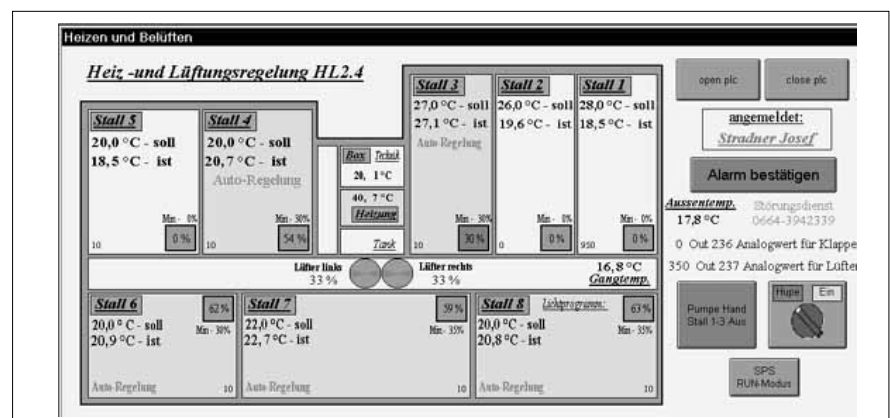 Heizen und Belüften
Heiz -und Lüftungsregelung HL2.4
Stall 5
20,0 °C - soll
18,5 °C - ist
Min - 0%
10
0 %
Stall 4
20,0 °C - soll
20,7 °C - ist
Auto-Regelung
Min - 30%
10
54 %
Box Technik
20, 1 °C
40, 7 °C
Heizung
Tank
Stall 3
27,0 °C - soll
27,1 °C - ist
Auto Regelung
Min - 30%
10
30 %
Stall 2
26,0 °C - soll
19,6 °C - ist
Min - 0%
0
0 %
Stall 1
28,0 °C - soll
18,5 °C - ist
Min - 0%
950
0 %
Lüfter links
33 %
Lüfter rechts
33 %
16,8 °C
Gangtemp.
Stall 6
62 %
20,0 ° C - soll
Min - 30%
20,9 °C - ist
Auto-Regelung
10
Stall 7
59 %
22,0 °C - soll
Min - 35%
22,7 °C - ist
Auto Regelung
10
Stall 8
Lichtprogramm:
63 %
20,0 °C - soll
Min - 35%
20,8 °C - ist
Auto Regelung
10
open plc
close plc
angemeldet:
Stradner Josef
Alarm bestätigen
Aussentemp.
17,8 °C
Störungsdienst
0664-3942339
0 Out 236 Analogwert für Klappe
350 Out 237 Analogwert für Lüfter
Pumpe Hand
Stall 1-3 Aus
Hupe
Ein
SPS
RUN-Modus